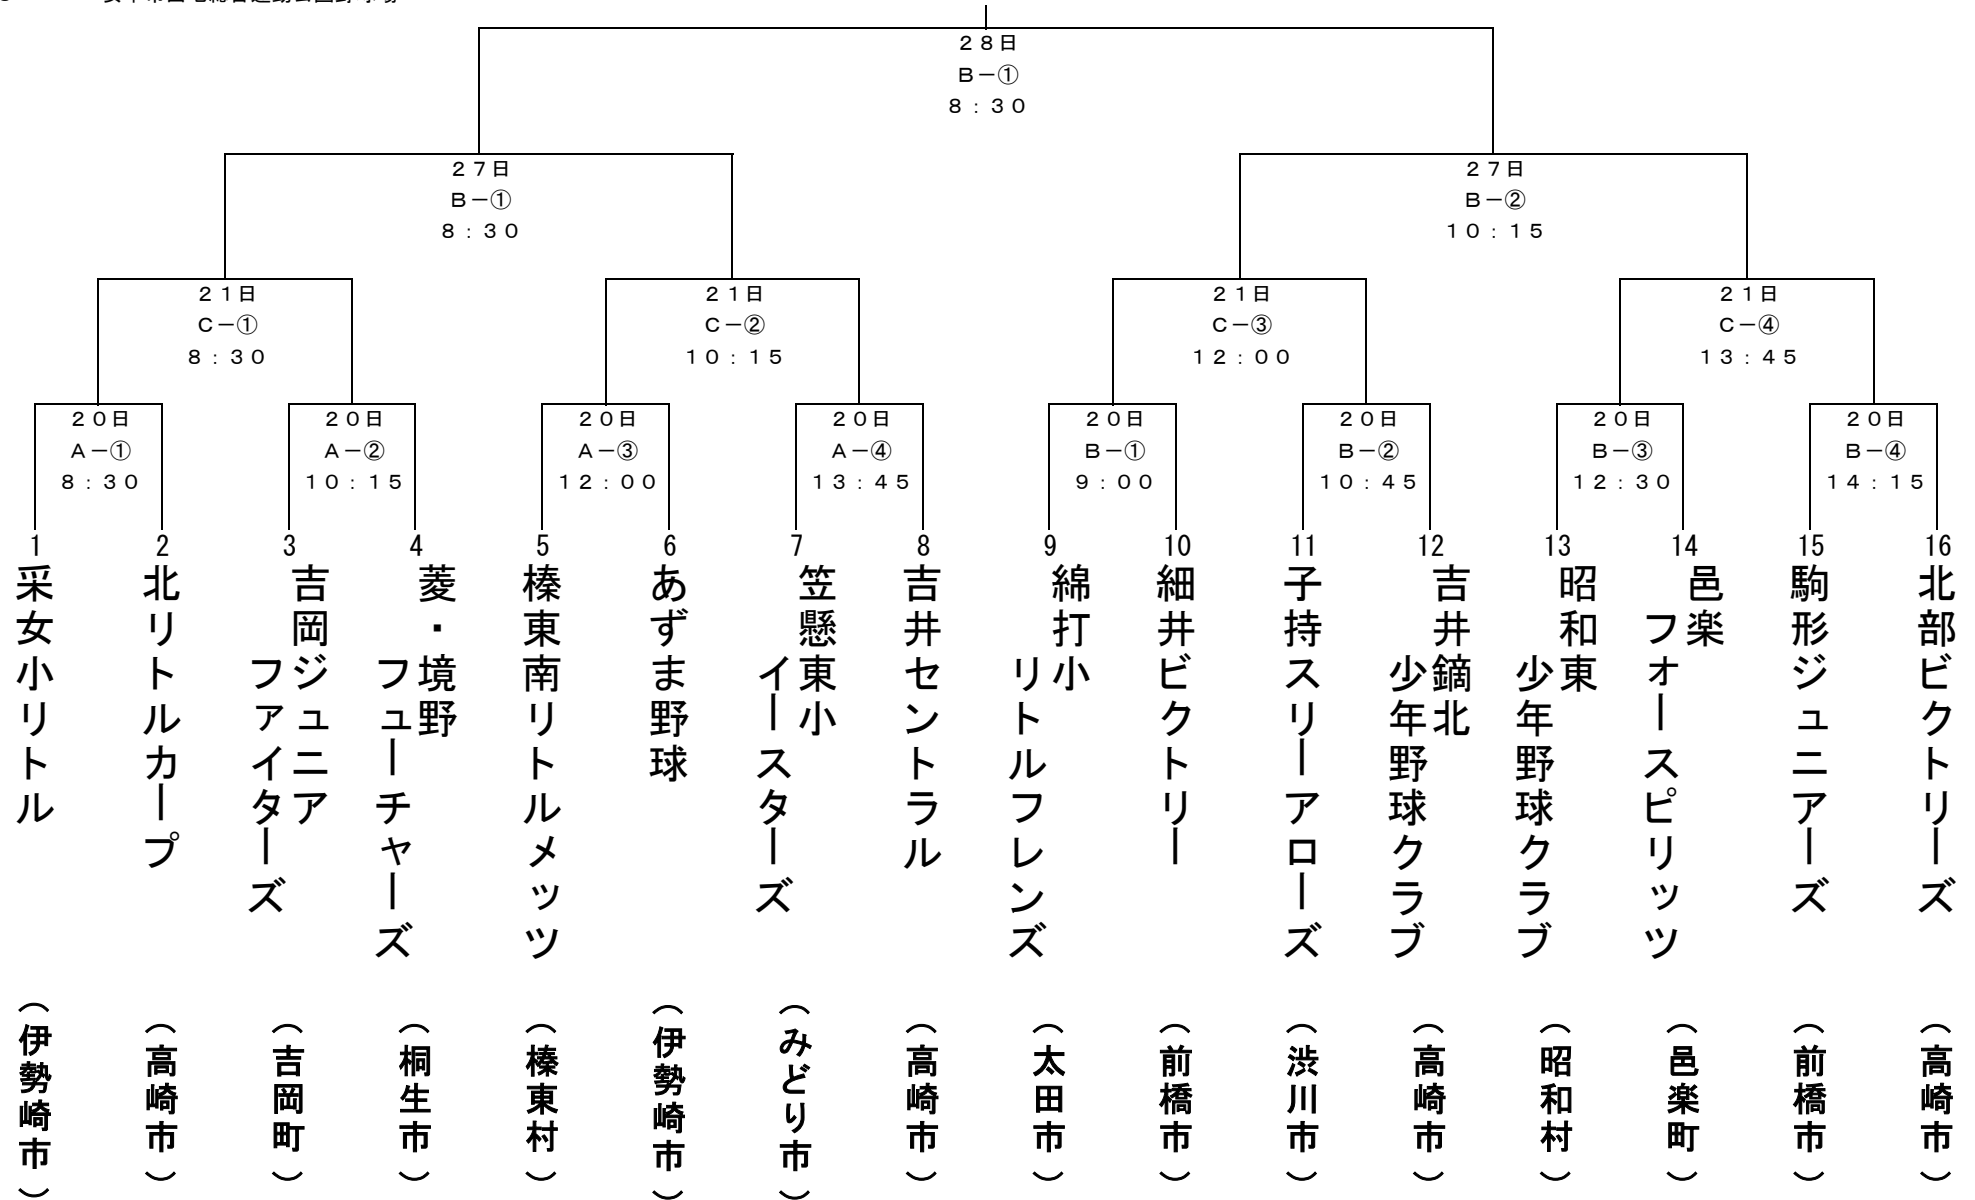 28日
B－①
8：30
27日
B－①
8：30
27日
B－②
10：15
21日
C－①
8：30
21日
C－②
10：15
21日
C－③
12：00
21日
C－④
13：45
20日
A－①
8：30
20日
A－②
10：15
20日
A－③
12：00
20日
A－④
13：45
20日
B－①
9：00
20日
B－②
10：45
20日
B－③
12：30
20日
B－④
14：15
1
采女小リトル
（伊勢崎市）
2
北リトルカープ
（高崎市）
3
吉岡ジュニア
ファイターズ
（吉岡町）
4
菱・境野
フューチャーズ
（桐生市）
5
榛東南リトルメッツ
（榛東村）
6
あずま野球
（伊勢崎市）
7
笠懸東小
イースターズ
（みどり市）
8
吉井セントラル
（高崎市）
9
綿打小
リトルフレンズ
（太田市）
10
細井ビクトリー
（前橋市）
11
子持スリーアローズ
（渋川市）
12
吉井鏑北
少年野球クラブ
（高崎市）
13
昭和東
少年野球クラブ
（昭和村）
14
邑楽
フォースピリッツ
（邑楽町）
15
駒形ジュニアーズ
（前橋市）
16
北部ビクトリーズ
（高崎市）